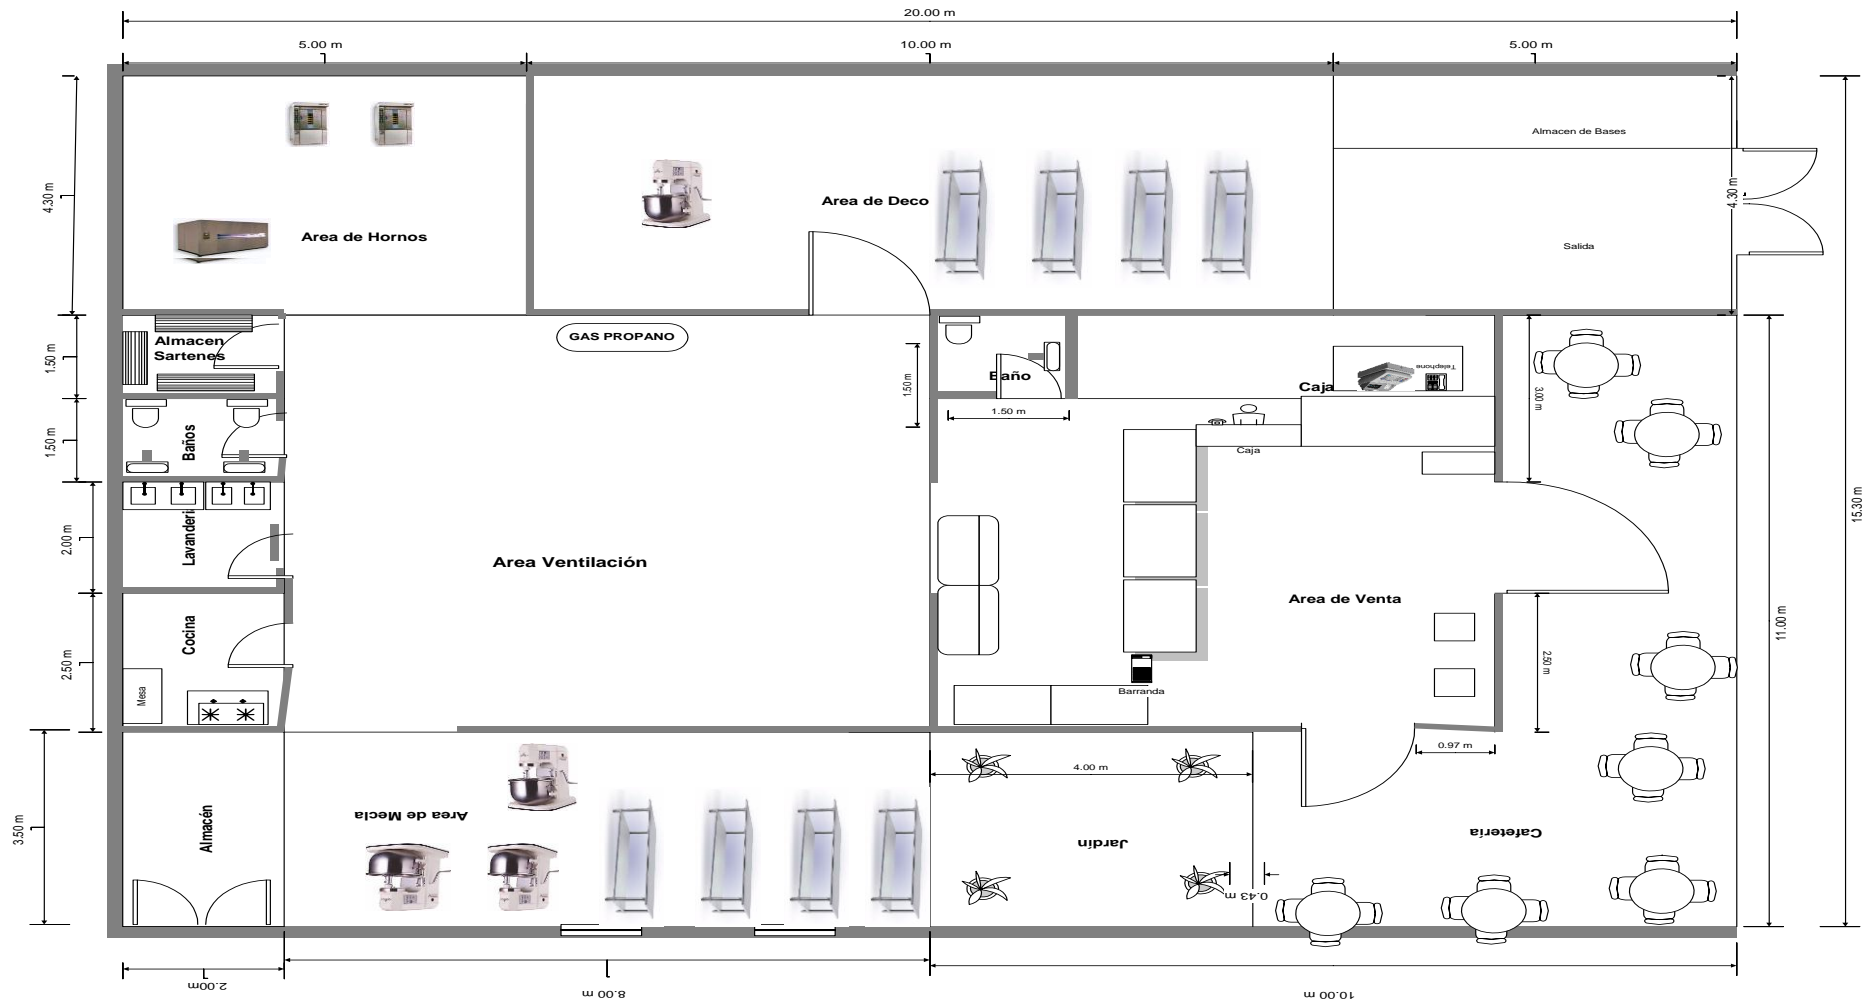 20.00 m
5.00 m
10.00 m
5.00 m
Almacen de Bases
4.30 m
4.30 m
Area de Deco
Area de Hornos
Salida
GAS PROPANO
Almacen
Sartenes
1.50 m
1.50 m
Baño
1.50 m
Telephone
Caja
3.00 m
Caja
1.50 m
Baños
15.30 m
2.00 m
Lavanderi
Area Ventilación
Area de Venta
11.00 m
Cocina
2.50 m
2.50 m
Mesa
Barranda
0.97 m
4.00 m
3.50 m
Almacén
Area de Mecla
Jardin
Cafeteria
0.43 m
2.00m
8.00 m
10.00 m